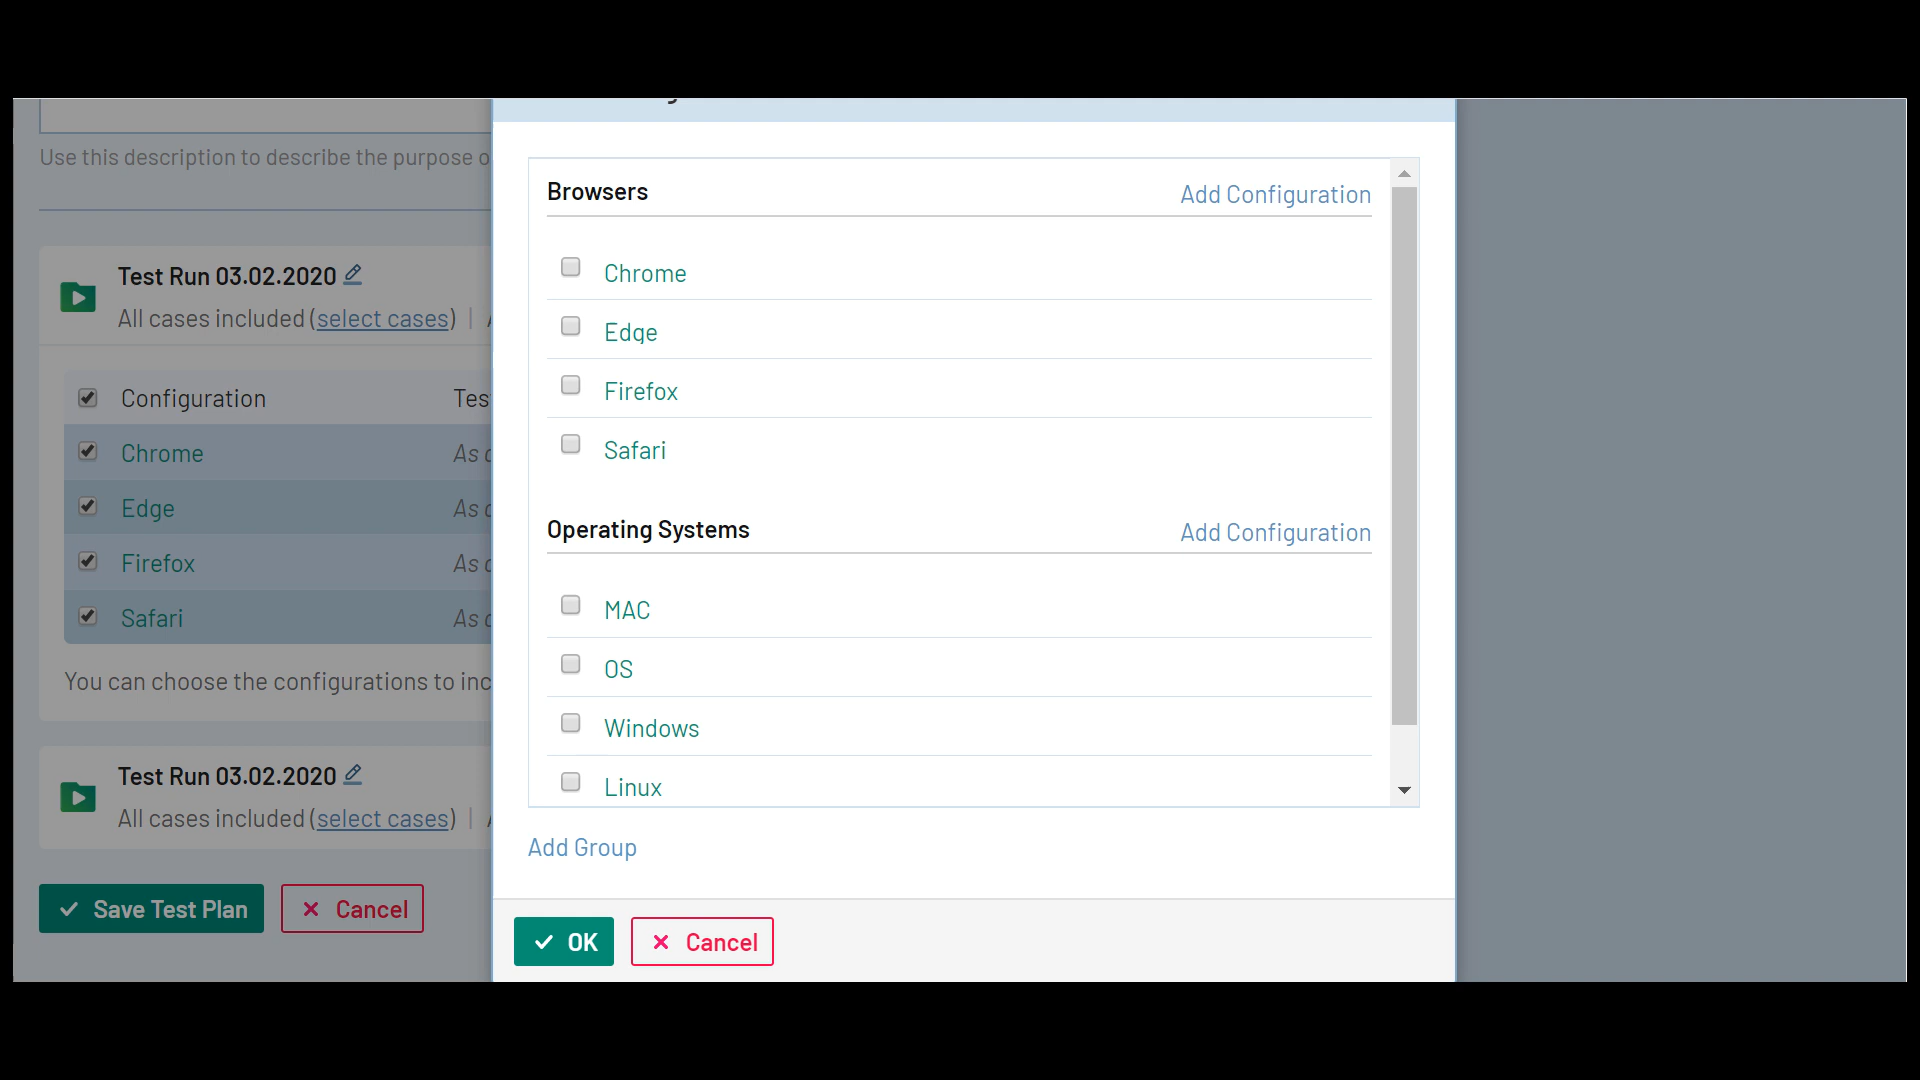 Use this description to describe the purpose o
Test Run 03.02.2020
All cases included (select cases) |
Configuration Tes
Chrome As
Edge As
Firefox As
Safari As
You can choose the configurations to inc
Test Run 03.02.2020
All cases included (select cases) |
Save Test Plan Cancel
Browsers Add Configuration
Chrome
Edge
Firefox
Safari
Operating Systems Add Configuration
MAC
OS
Windows
Linux
Add Group
OK Cancel